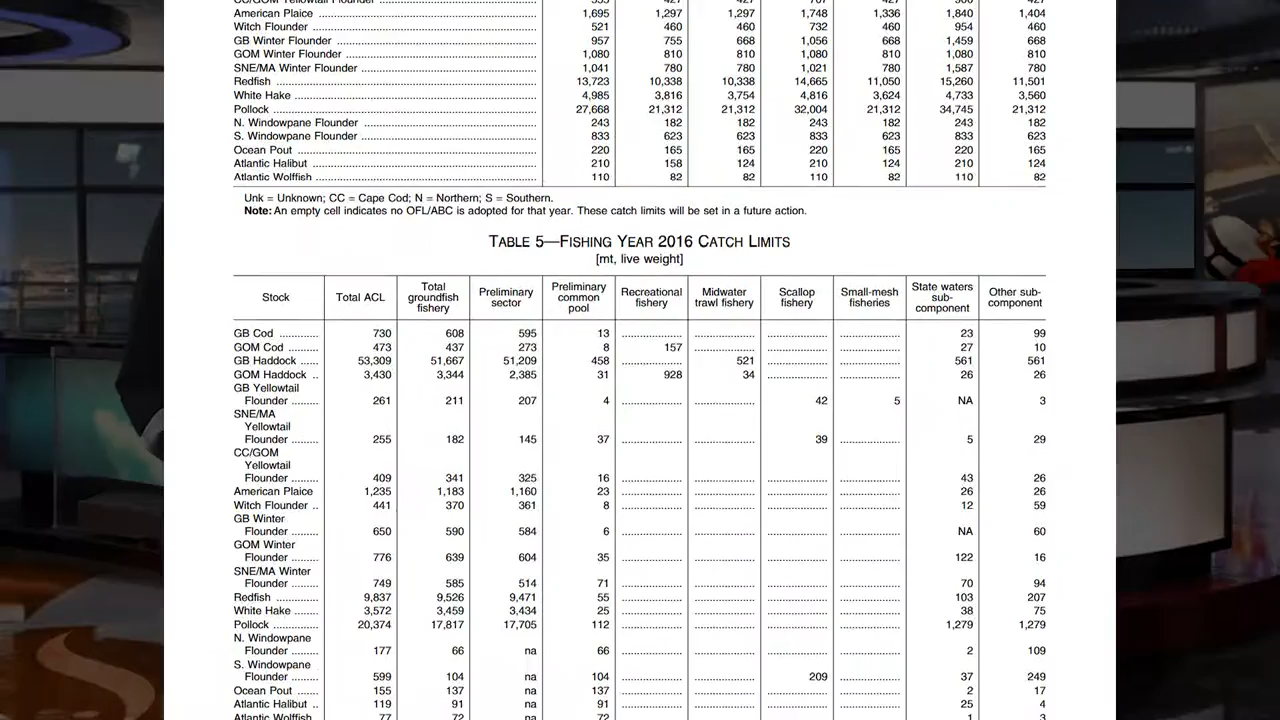 American Plaice 1,695 1,297 1,297 1,748 1,336 1,840 1,404
Witch Flounder 521 460 460 732 460 954 460
GB Winter Flounder 957 755 668 1,056 668 1,459 668
GOM Winter Flounder 1,080 810 810 1,080 810 1,080 810
SNE/MA Winter Flounder 1,041 780 780 1,021 780 1,587 780
Redfish 13,723 10,338 10,338 14,665 11,050 15,260 11,501
White Hake 4,985 3,816 3,754 4,816 3,624 4,733 3,560
Pollock 27,668 21,312 21,312 32,004 21,312 34,745 21,312
N. Windowpane Flounder 243 182 182 243 182 243 182
S. Windowpane Flounder 833 623 623 833 623 833 623
Ocean Pout 220 165 165 220 165 220 165
Atlantic Halibut 210 158 124 210 124 210 124
Atlantic Wolffish 110 82 82 110 82 110 82
Unk = Unknown; CC = Cape Cod; N = Northern; S = Southern.
Note: An empty cell indicates no OFL/ABC is adopted for that year. These catch limits will be set in a future action.
TABLE 5—FISHING YEAR 2016 CATCH LIMITS
[mt, live weight]
Stock Total ACL Total groundfish fishery Preliminary sector Preliminary common pool Recreational fishery Midwater trawl fishery Scallop fishery Small-mesh fisheries State waters sub-component Other sub-component
GB Cod 730 608 595 13 23 99
GOM Cod 473 437 273 8 157 27 10
GB Haddock 53,309 51,667 51,209 458 521 561 561
GOM Haddock 3,430 3,344 2,385 31 928 34 26 26
GB Yellowtail
Flounder 261 211 207 4 42 5 NA 3
SNE/MA
Yellowtail
Flounder 255 182 145 37 39 5 29
CC/GOM
Yellowtail
Flounder 409 341 325 16 43 26
American Plaice 1,235 1,183 1,160 23 26 26
Witch Flounder 441 370 361 8 12 59
GB Winter
Flounder 650 590 584 6 NA 60
GOM Winter
Flounder 776 639 604 35 122 16
SNE/MA Winter
Flounder 749 585 514 71 70 94
Redfish 9,837 9,526 9,471 55 103 207
White Hake 3,572 3,459 3,434 25 38 75
Pollock 20,374 17,817 17,705 112 1,279 1,279
N. Windowpane
Flounder 177 66 na 66 2 109
S. Windowpane
Flounder 599 104 na 104 209 37 249
Ocean Pout 155 137 na 137 2 17
Atlantic Halibut 119 91 na 91 25 4
Atlantic Wolffish 77 72 na 72 1 3